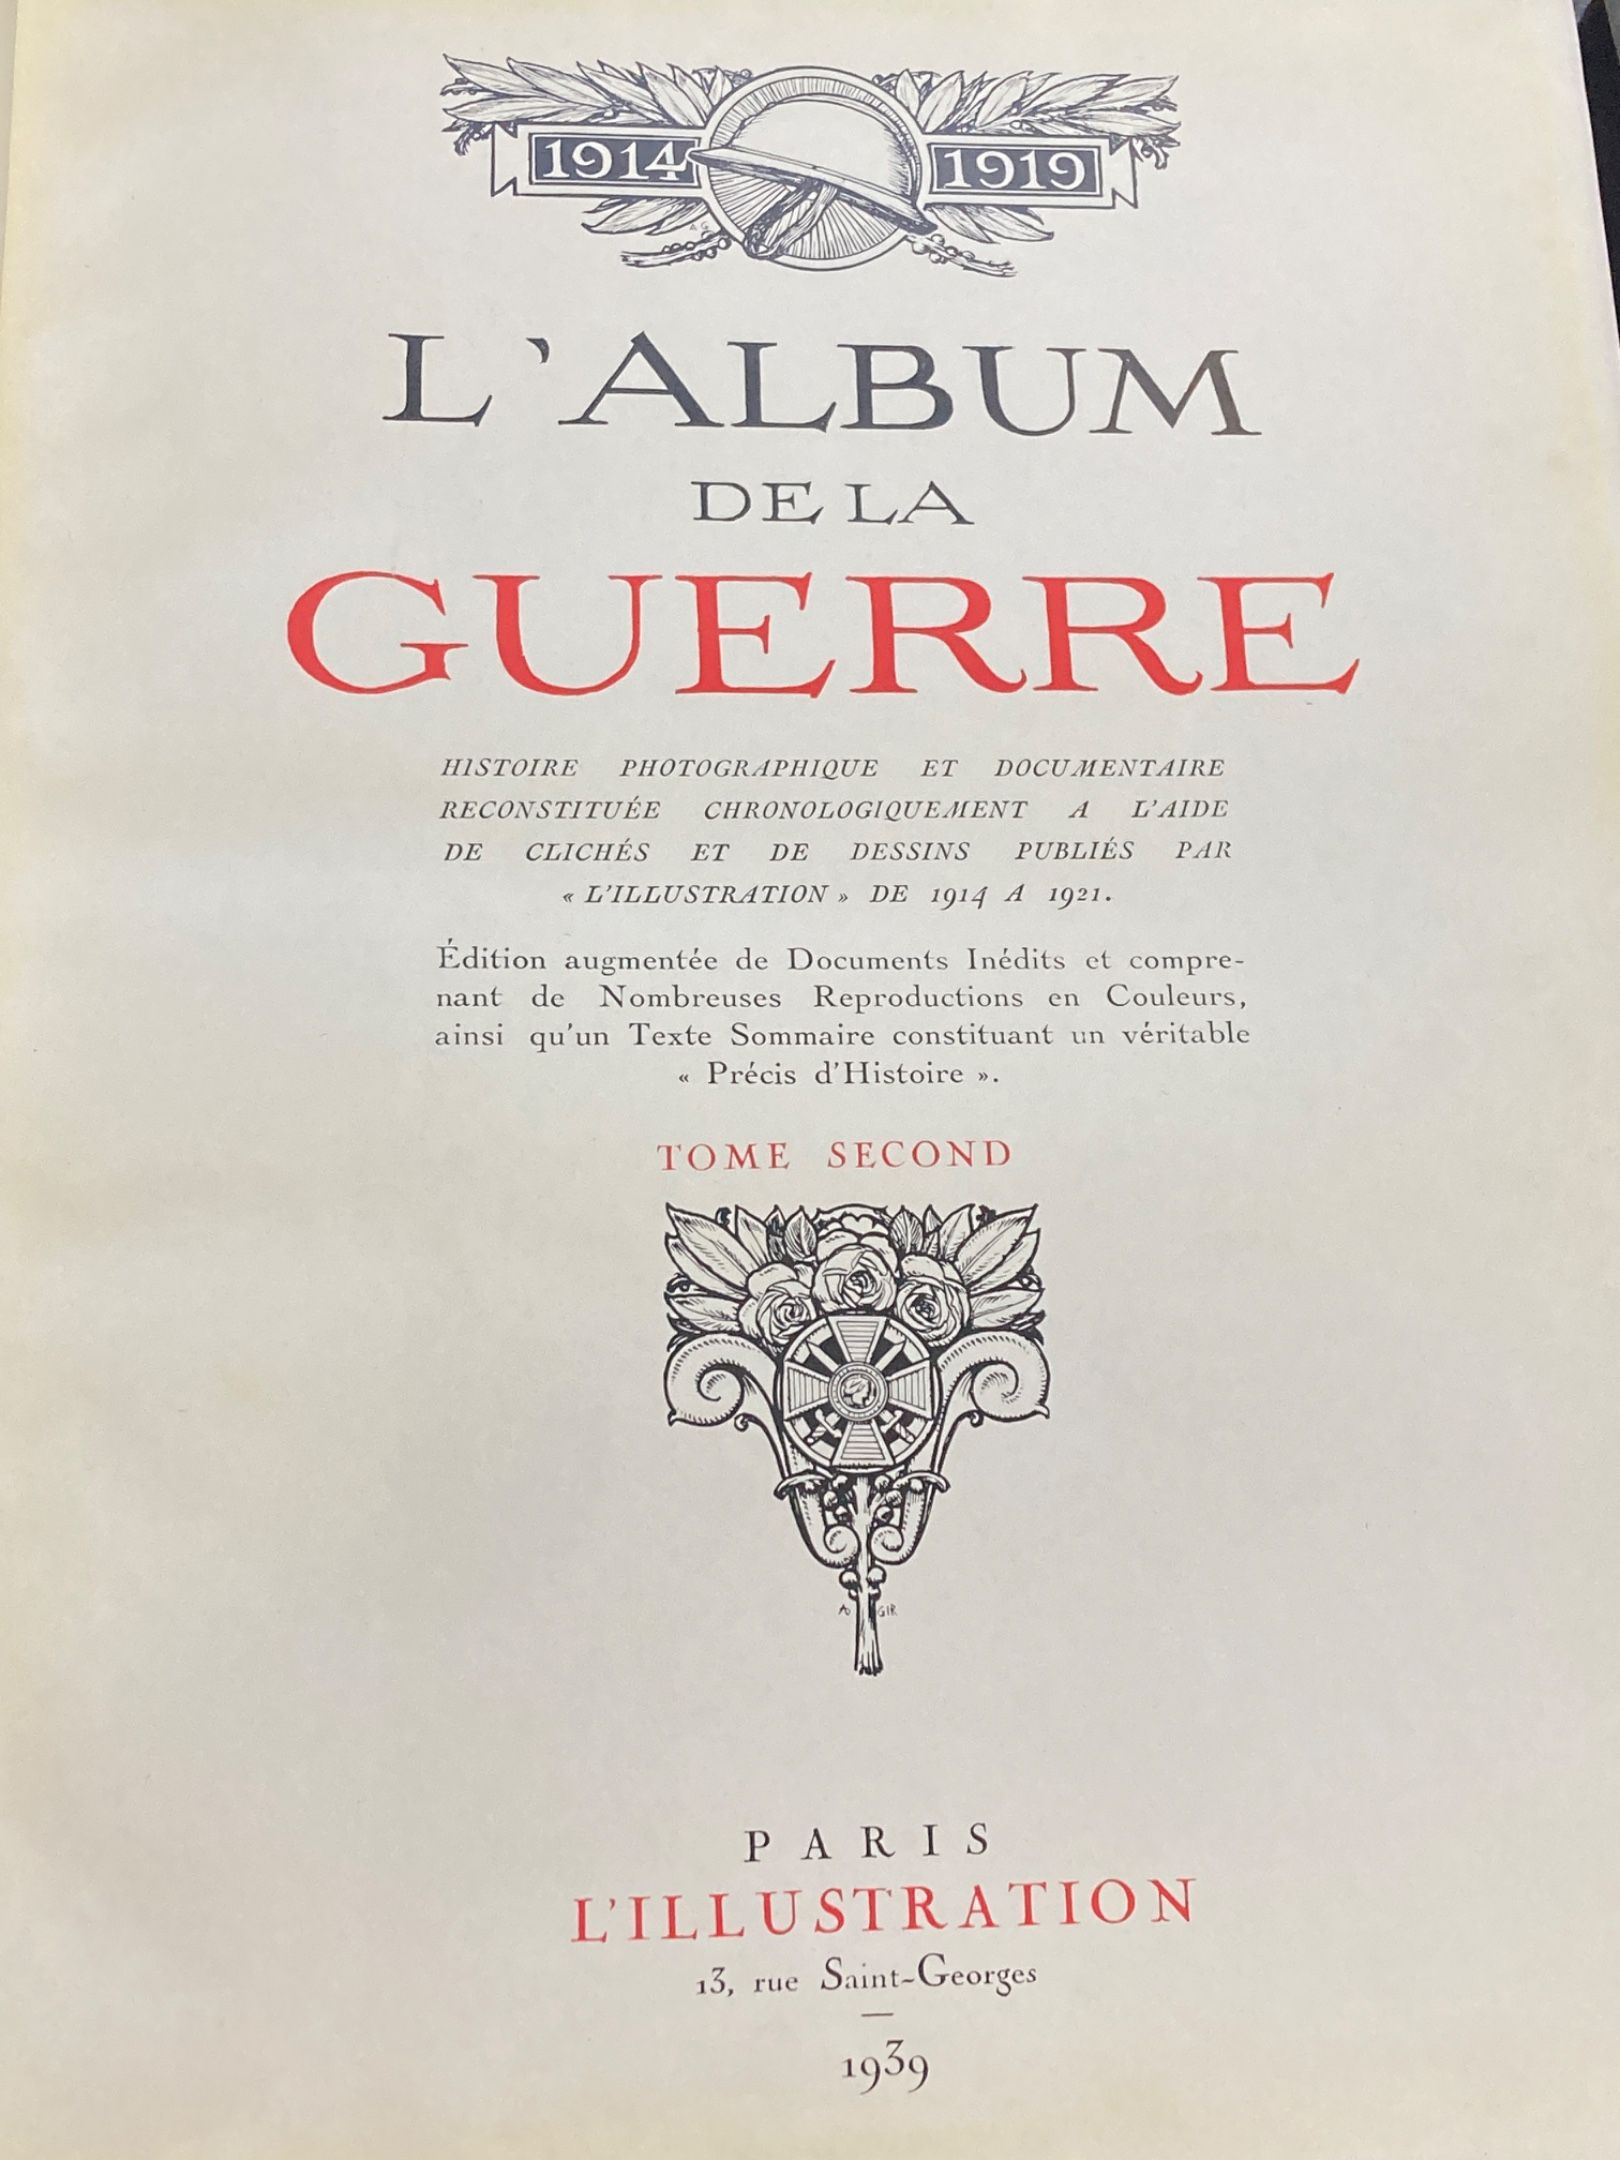 1914 1919
L'ALBUM
DE LA
GUERRE
HISTOIRE PHOTOGRAPHIQUE ET DOCUMENTAIRE
RECONSTITUÉE CHRONOLOGIQUEMENT A L'AIDE
DE CLICHÉS ET DE DESSINS PUBLIÉS PAR
« L'ILLUSTRATION » DE 1914 A 1921.
Édition augmentée de Documents Inédits et compre-
nant de Nombreuses Reproductions en Couleurs,
ainsi qu'un Texte Sommaire constituant un véritable
« Précis d'Histoire ».
TOME SECOND
PARIS
L'ILLUSTRATION
13, rue Saint-Georges
1939